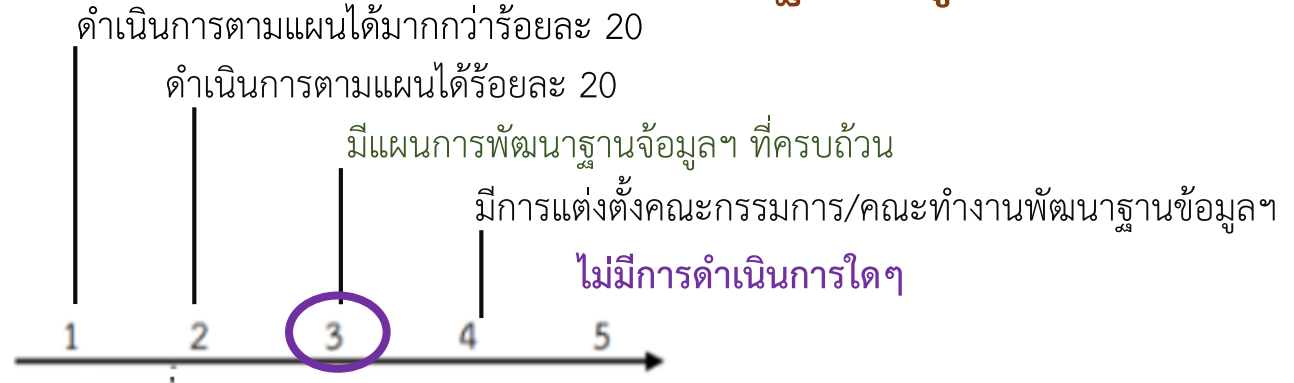 ดำเนินการตามแผนได้มากกว่าร้อยละ 20
ดำเนินการตามแผนได้ร้อยละ 20
มีแผนการพัฒนาฐานจ้อมูลฯ ที่ครบถ้วน
มีการแต่งตั้งคณะกรรมการ/คณะทำงานพัฒนาฐานข้อมูลฯ
ไม่มีการดำเนินการใดๆ
1 2 3 4 5